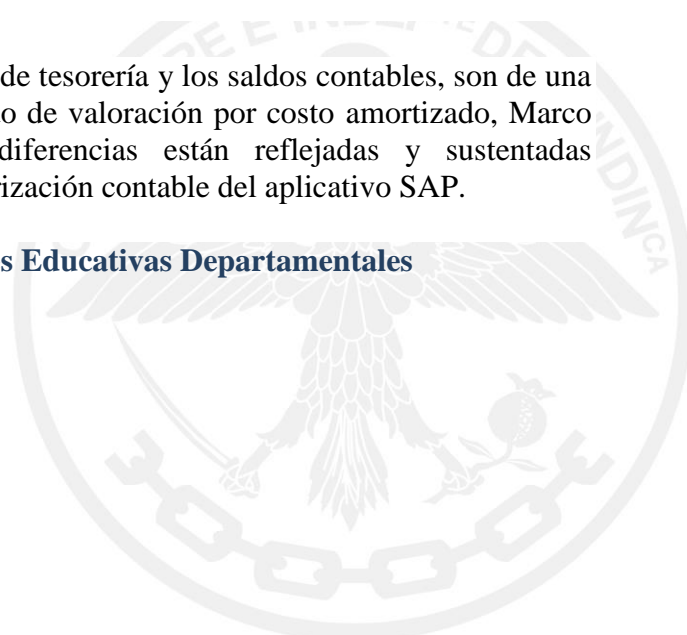 de tesorería y los saldos contables, son de una
o de valoración por costo amortizado, Marco
diferencias están reflejadas y sustentadas
rización contable del aplicativo SAP.
s Educativas Departamentales